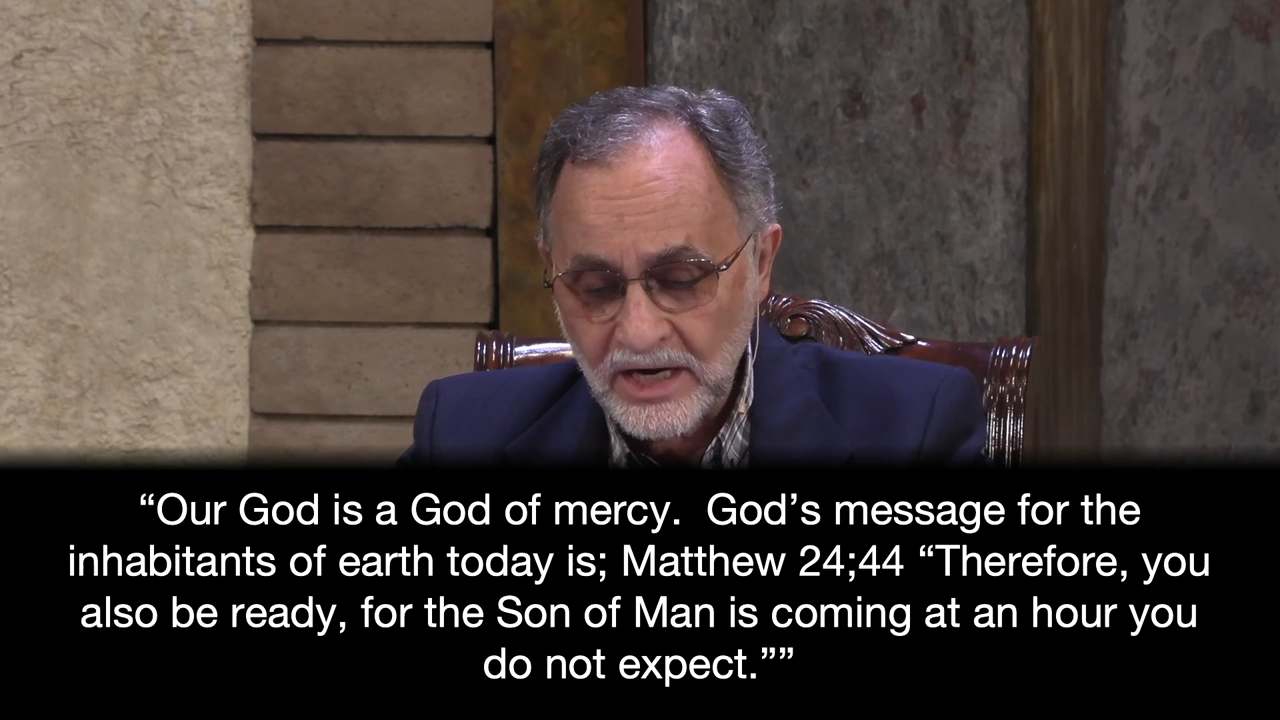 “Our God is a God of mercy.  God’s message for the
inhabitants of earth today is; Matthew 24;44 “Therefore, you
also be ready, for the Son of Man is coming at an hour you
do not expect.””